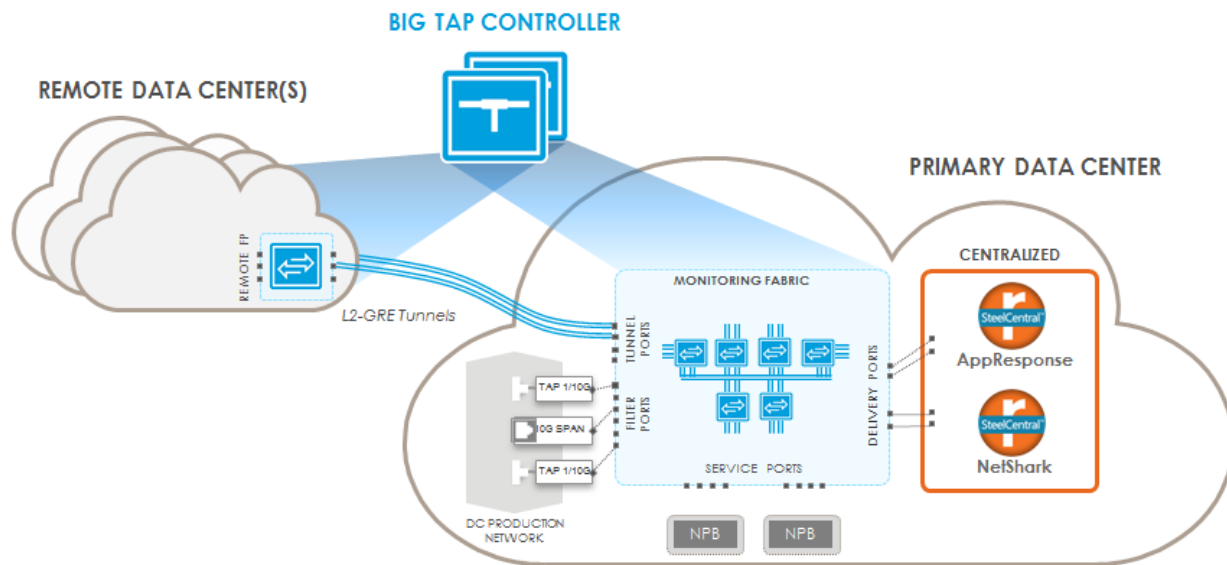 BIG TAP CONTROLLER
REMOTE DATA CENTER(S)
PRIMARY DATA CENTER
REMOTE FP
L2-GRE Tunnels
MONITORING FABRIC
TUNNEL
PORTS
FILTER
PORTS
DELIVERY PORTS
SERVICE PORTS
CENTRALIZED
r
SteelCentral™
AppResponse
r
SteelCentral™
NetShark
TAP 1/10G
10G SPAN
TAP 1/10G
DC PRODUCTION
NETWORK
NPB
NPB